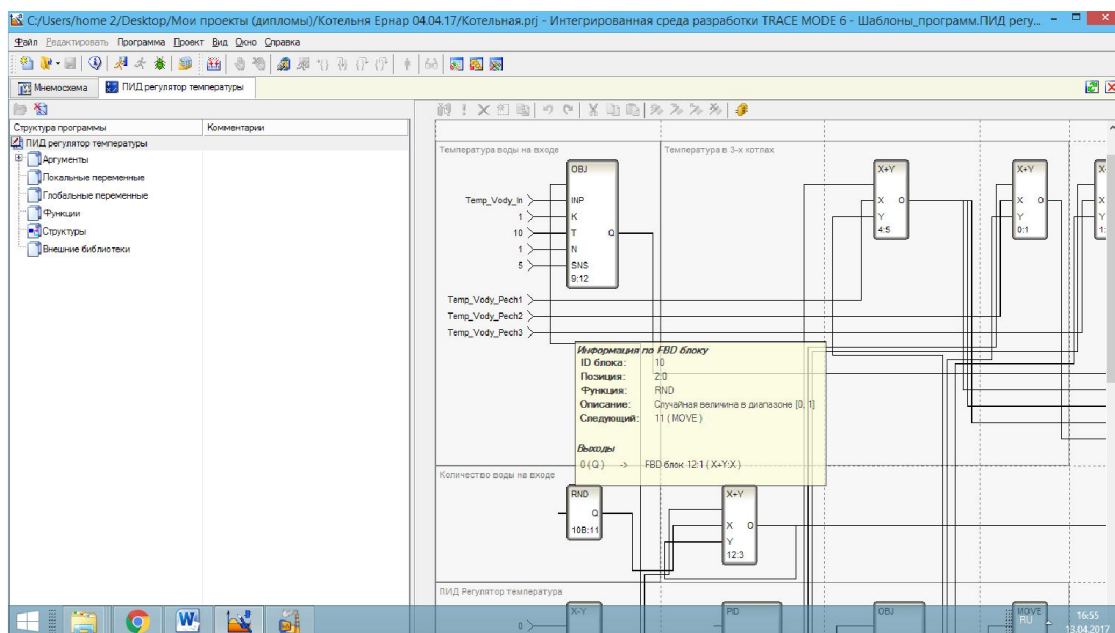 C:/Users/home 2/Desktop/Мои проекты (дипломы)/Котельня Ернар 04.04.17/Котельная.prj - Интегрированная среда разработки TRACE MODE 6 - Шаблоны_программ.ПИД регу...
Файл Редактировать Программа Проект Вид Окно Справка
Мнемосхема ПИД регулятор температуры
Структура программы Комментарии
ПИД регулятор температуры
Аргументы
Локальные переменные
Глобальные переменные
Функции
Структуры
Внешние библиотеки
Температура воды на входе
Температура в 3-х котлах
OBJ
Temp_Vody_In INP
1 K
10 T Q
1 N
5 SNS
9:12
X+Y
X O
Y
4:5
X+Y
X O
Y
0:1
X
Y
1:
Temp_Vody_Pech1
Temp_Vody_Pech2
Temp_Vody_Pech3
Информация по FBD блоку
ID блока: 10
Позиция: 2:0
Функция: RND
Описание: Случайная величина в диапазоне [0, 1]
Следующий: 11 ( MOVE )
Выходы
0 ( Q ) -> FBD блок 12:1 ( X+Y:X )
Количество воды на входе
RND
Q
10B:11
X+Y
X O
Y
12:3
ПИД Регулятор температура
X-Y
0
PID
OBJ
MOVE
RU
16:55
13.04.2017